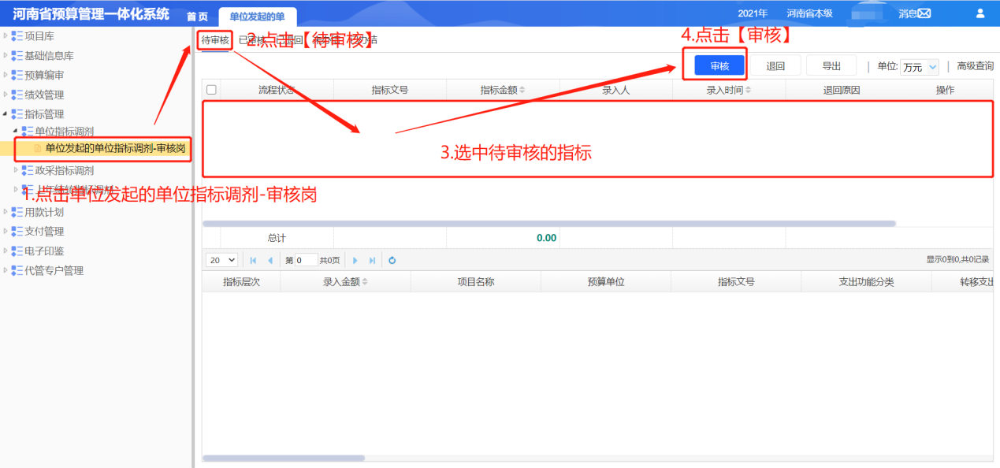 河南省预算管理一体化系统 首页 单位发起的单 2021年 河南省本级 消息
项目库
基础信息库
预算编审
绩效管理
指标管理
单位指标调剂
单位发起的单位指标调剂-审核岗
政采指标调剂
用款计划
支付管理
电子印鉴
代管专户管理
1.点击单位发起的单位指标调剂-审核岗
待审核 已审核 已退回
2.点击【待审核】
4.点击【审核】
审核 退回 导出 | 单位: 万元 | 高级查询
流程状态 指标文号 指标金额 录入人 录入时间 退回原因 操作
3.选中待审核的指标
总计 0.00
20 第 0 共0页 显示0到0,共0记录
指标层次 录入金额 项目名称 预算单位 指标文号 支出功能分类 转移支出